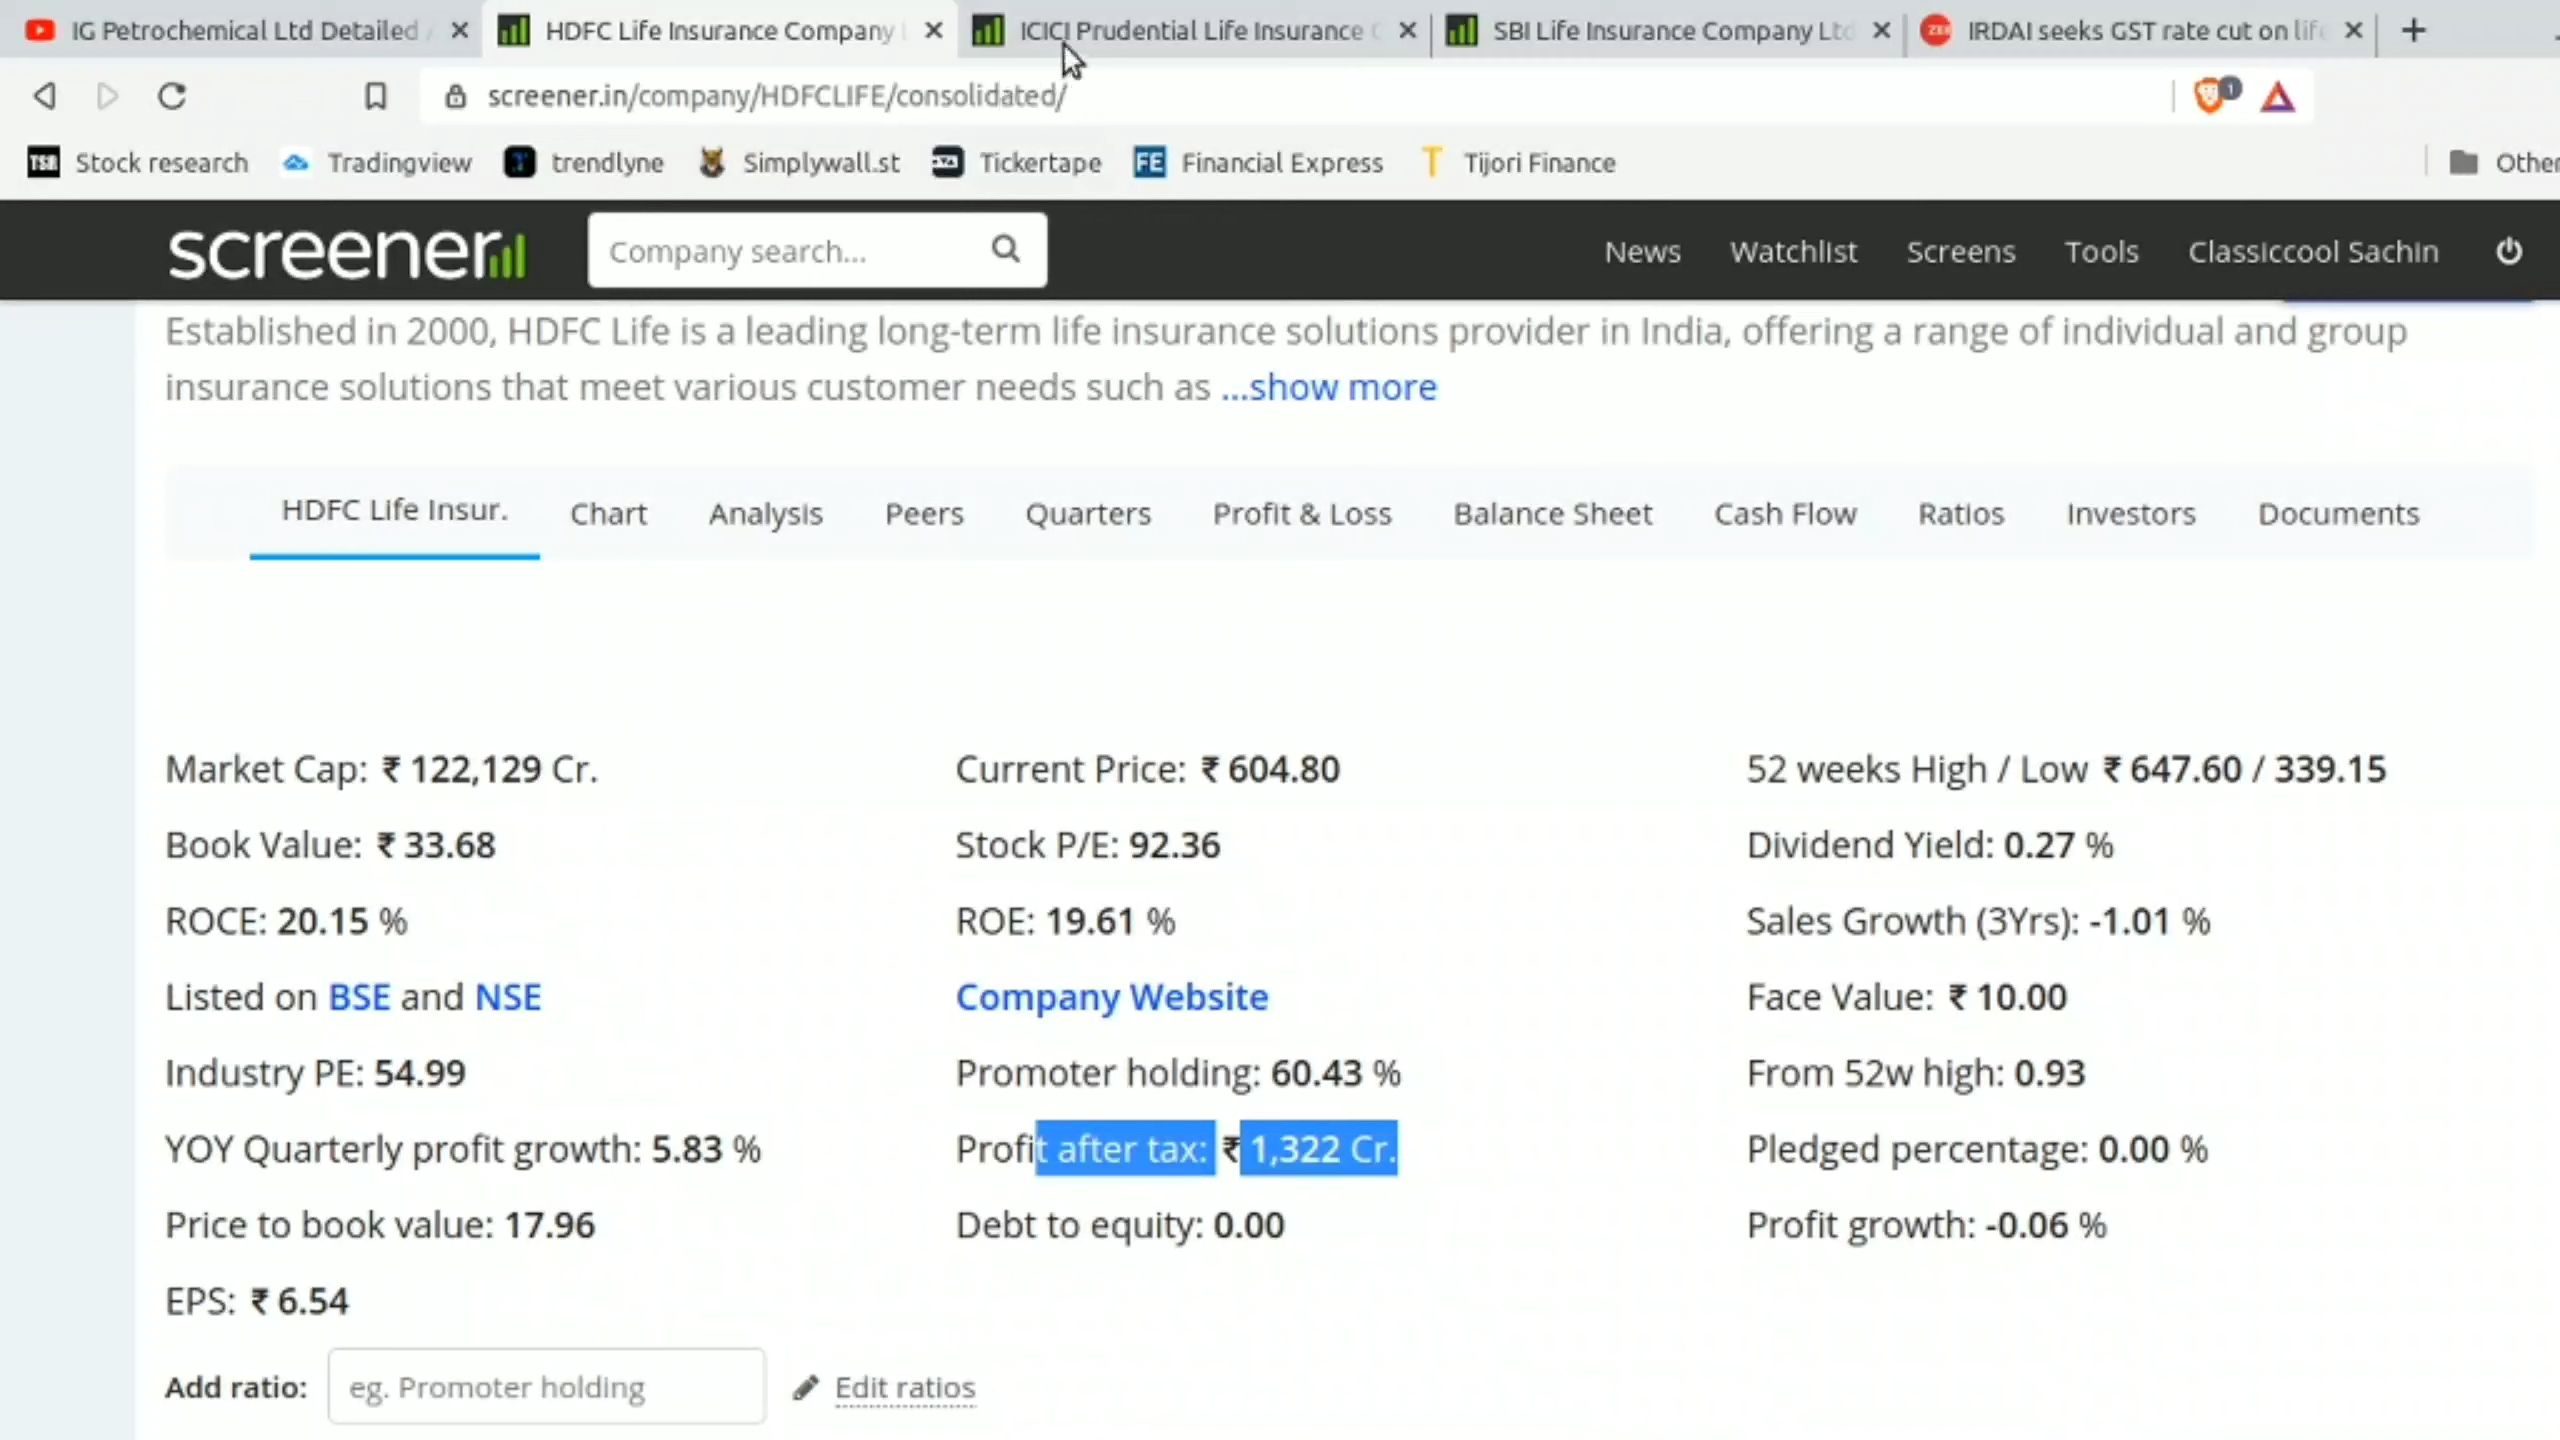 IG Petrochemical Ltd Detailed
HDFC Life Insurance Company
ICICI Prudential Life Insurance
SBI Life Insurance Company Ltd
IRDAI seeks GST rate cut on life
screener.in/company/HDFCLIFE/consolidated/
1
TSR Stock research
Tradingview
trendlyne
Simplywall.st
Tickertape
FE Financial Express
Tijori Finance
Other
screener
Company search...
News
Watchlist
Screens
Tools
Classiccool Sachin
Established in 2000, HDFC Life is a leading long-term life insurance solutions provider in India, offering a range of individual and group
insurance solutions that meet various customer needs such as ...show more
HDFC Life Insur.
Chart
Analysis
Peers
Quarters
Profit & Loss
Balance Sheet
Cash Flow
Ratios
Investors
Documents
Market Cap: ₹ 122,129 Cr.
Current Price: ₹ 604.80
52 weeks High / Low ₹ 647.60 / 339.15
Book Value: ₹ 33.68
Stock P/E: 92.36
Dividend Yield: 0.27 %
ROCE: 20.15 %
ROE: 19.61 %
Sales Growth (3Yrs): -1.01 %
Listed on BSE and NSE
Company Website
Face Value: ₹ 10.00
Industry PE: 54.99
Promoter holding: 60.43 %
From 52w high: 0.93
YOY Quarterly profit growth: 5.83 %
Profit after tax: ₹ 1,322 Cr.
Pledged percentage: 0.00 %
Price to book value: 17.96
Debt to equity: 0.00
Profit growth: -0.06 %
EPS: ₹ 6.54
Add ratio:
eg. Promoter holding
Edit ratios